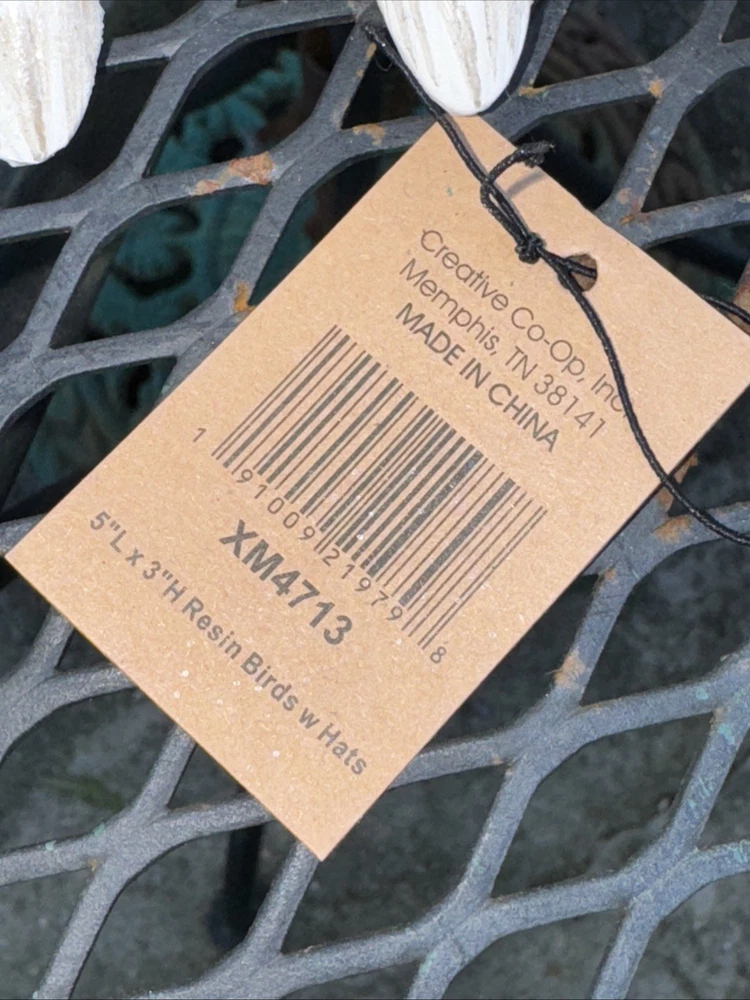 Creative Co-Op, Inc.
Memphis, TN 38141
MADE IN CHINA
1 91009 21979 8
XM4713
5"L x 3"H Resin Birds w Hats